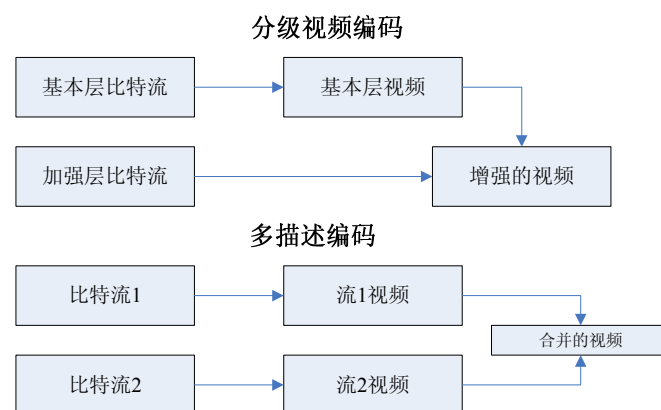 分级视频编码
基本层比特流
基本层视频
加强层比特流
增强的视频
多描述编码
比特流1
流1视频
合并的视频
比特流2
流2视频